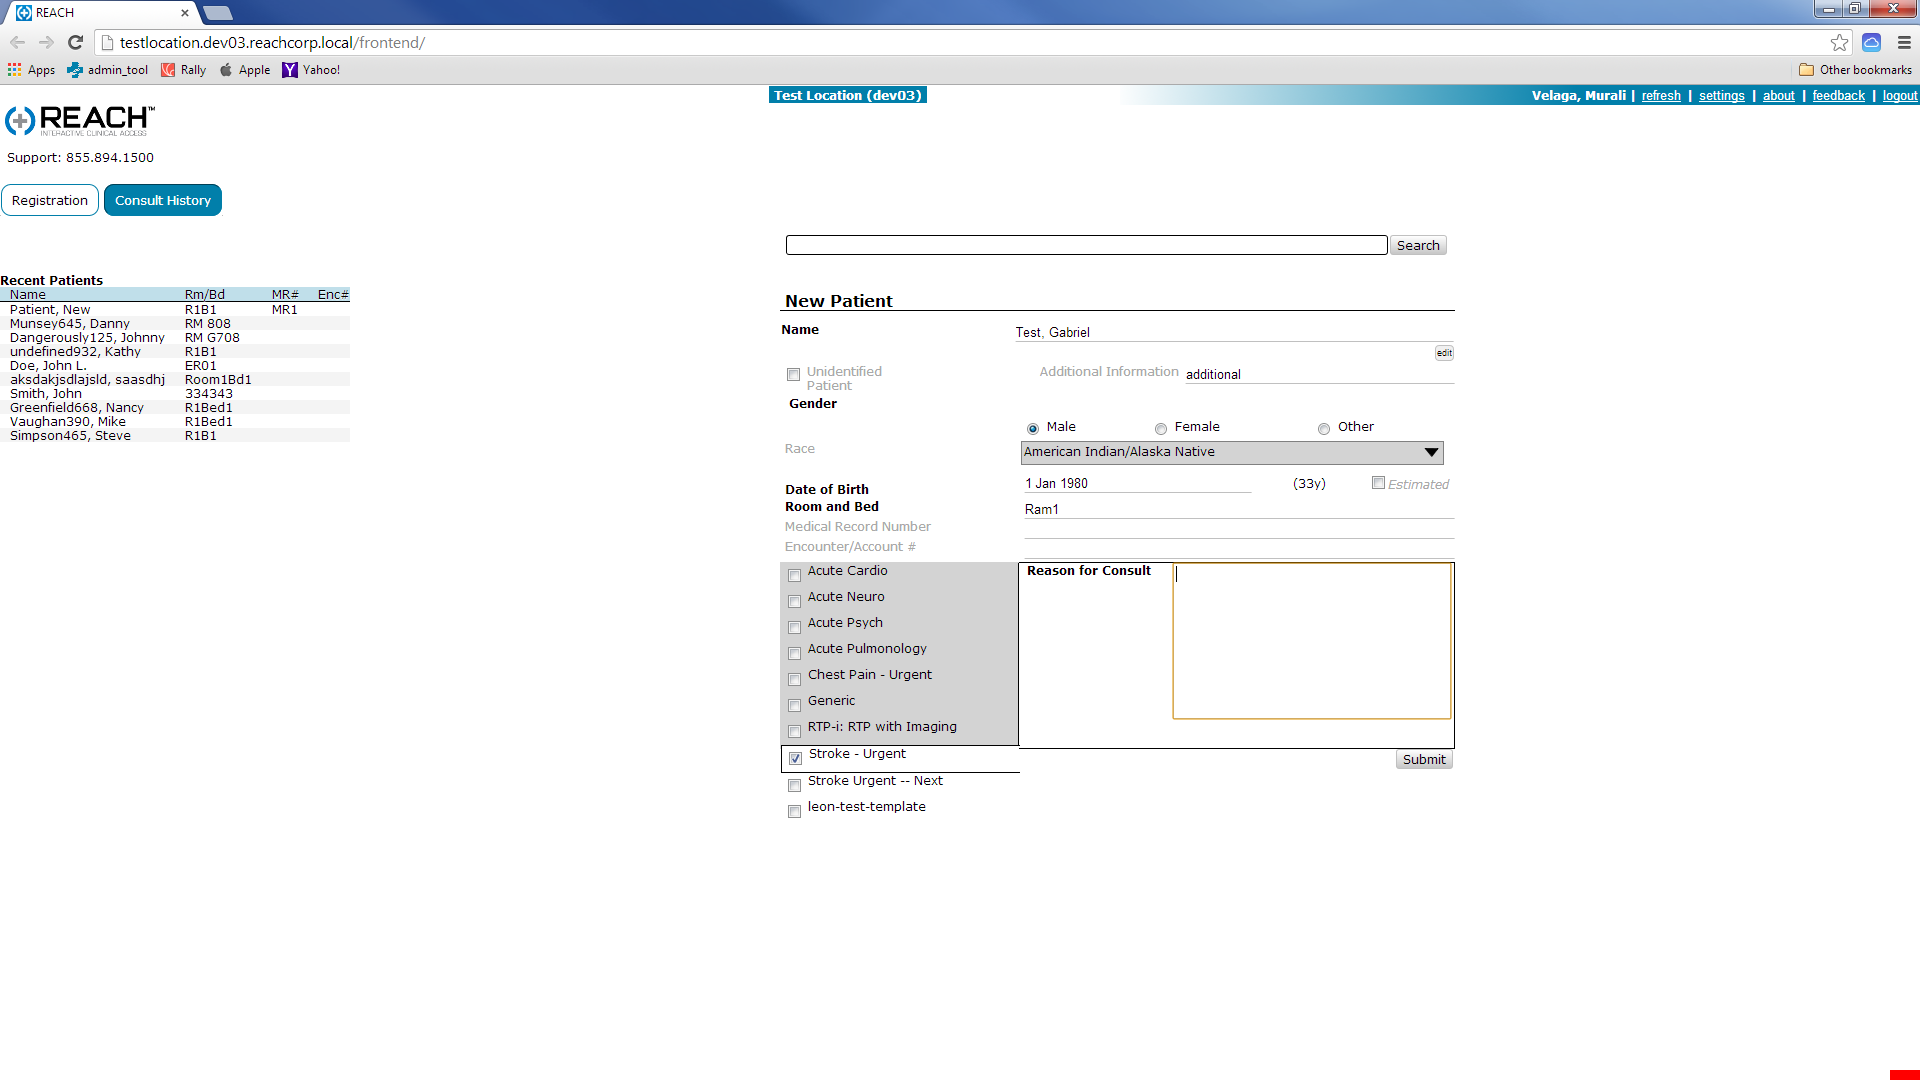 REACH
testlocation.dev03.reachcorp.local/frontend/
Apps admin_tool Rally Apple Yahoo! Other bookmarks
Test Location (dev03) Velaga, Murali | refresh | settings | about | feedback | logout
REACH™
INTERACTIVE CLINICAL ACCESS
Support: 855.894.1500
Registration Consult History
Search
Recent Patients
Name Rm/Bd MR# Enc#
Patient, New R1B1 MR1
Munsey645, Danny RM 808
Dangerously125, Johnny RM G708
undefined932, Kathy R1B1
Doe, John L. ER01
aksdakjsdlajsld, saasdhj Room1Bd1
Smith, John 334343
Greenfield668, Nancy R1Bed1
Vaughan390, Mike R1Bed1
Simpson465, Steve R1B1
New Patient
Name Test, Gabriel
edit
Unidentified Patient Additional Information additional
Gender
Male Female Other
Race American Indian/Alaska Native
Date of Birth 1 Jan 1980 (33y) Estimated
Room and Bed Ram1
Medical Record Number
Encounter/Account #
Acute Cardio Reason for Consult
Acute Neuro
Acute Psych
Acute Pulmonology
Chest Pain - Urgent
Generic
RTP-i: RTP with Imaging
Stroke - Urgent Submit
Stroke Urgent -- Next
leon-test-template